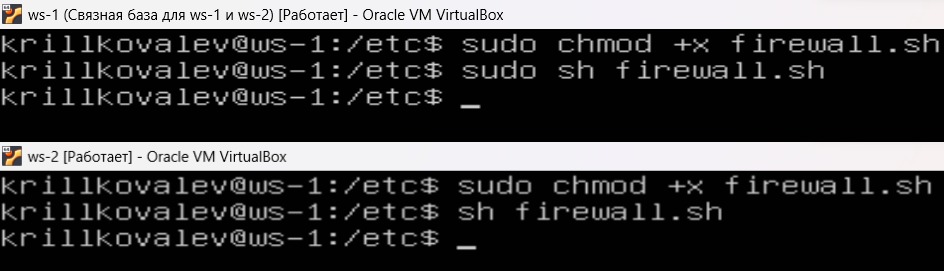 ws-1 (Связная база для ws-1 и ws-2) [Работает] - Oracle VM VirtualBox
krillkovalev@ws-1:/etc$ sudo chmod +x firewall.sh
krillkovalev@ws-1:/etc$ sudo sh firewall.sh
krillkovalev@ws-1:/etc$ _
ws-2 [Работает] - Oracle VM VirtualBox
krillkovalev@ws-1:/etc$ sudo chmod +x firewall.sh
krillkovalev@ws-1:/etc$ sh firewall.sh
krillkovalev@ws-1:/etc$ _